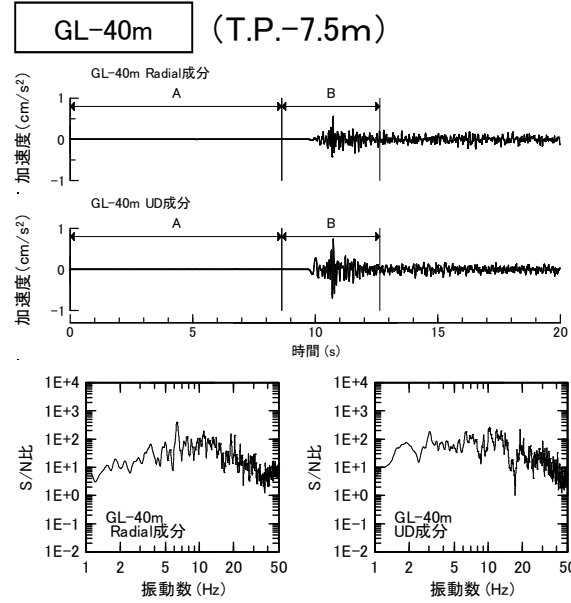 GL-40m (T.P.-7.5m)
GL-40m Radial成分
A B
加速度(cm/s²)
1
0
-1
GL-40m UD成分
A B
加速度(cm/s²)
1
0
-1
0 5 10 15 20
時間(s)
S/N比
1E+4
1E+3
1E+2
1E+1
1E+0
1E-1
1E-2
GL-40m
Radial成分
1 2 5 10 20 50
振動数(Hz)
S/N比
1E+4
1E+3
1E+2
1E+1
1E+0
1E-1
1E-2
GL-40m
UD成分
1 2 5 10 20 50
振動数(Hz)